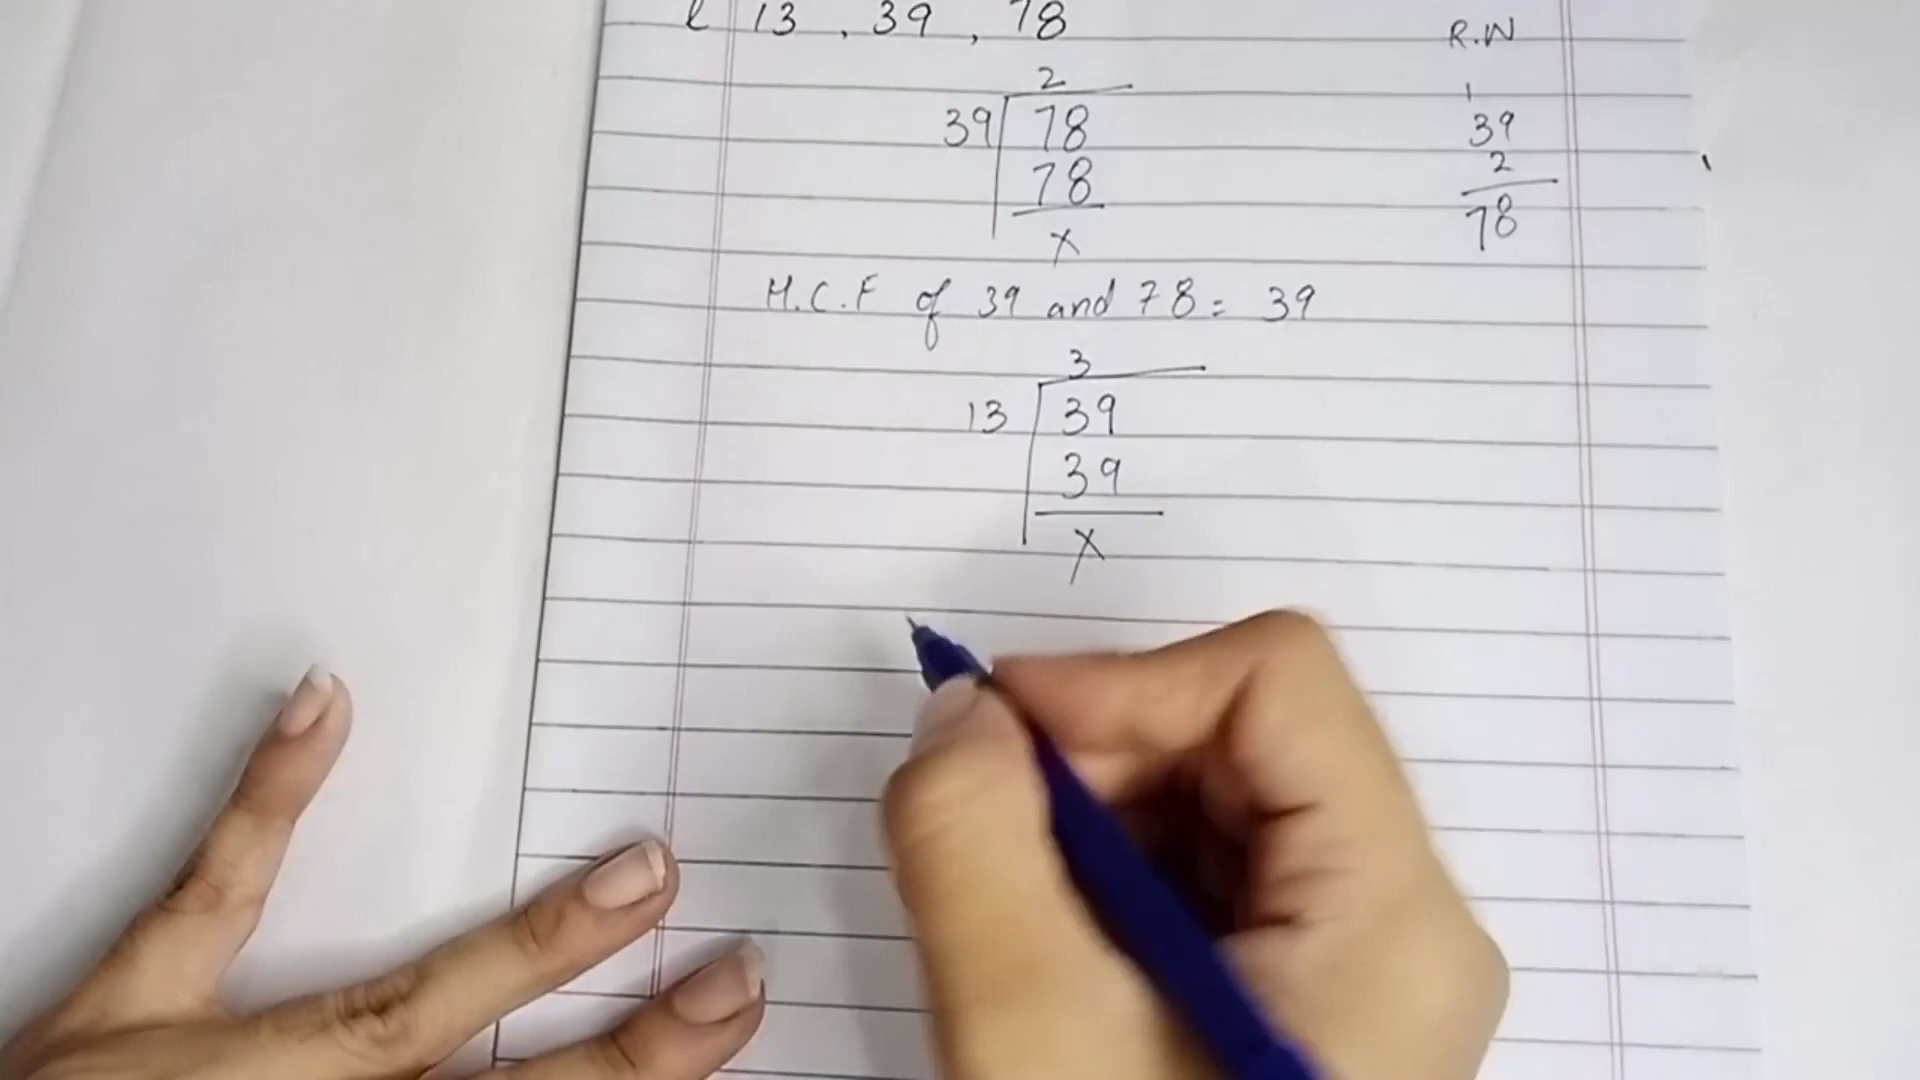 l 13 , 39 , 78
R.W
2
39 78
78
x
1
39
2
78
H.C.F of 39 and 78 = 39
3
13 39
39
x